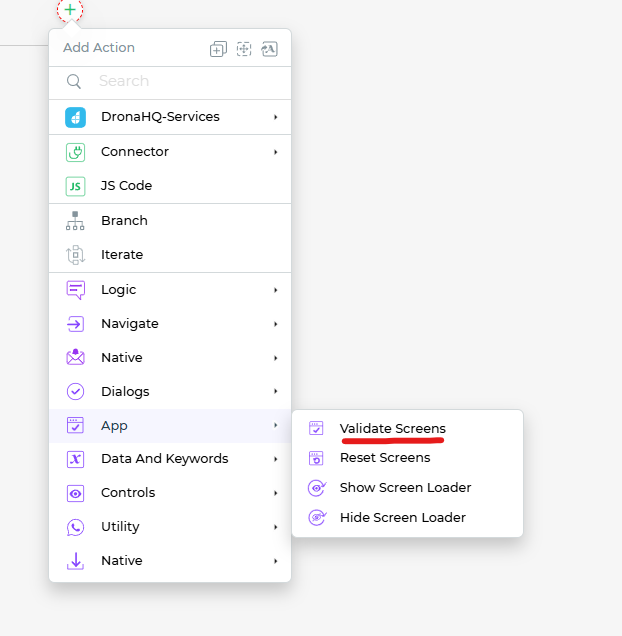 Add Action
Search
DronaHQ-Services
Connector
JS
JS Code
Branch
Iterate
Logic
Navigate
Native
Dialogs
App
Validate Screens
Reset Screens
Show Screen Loader
Hide Screen Loader
x
Data And Keywords
Controls
Utility
Native